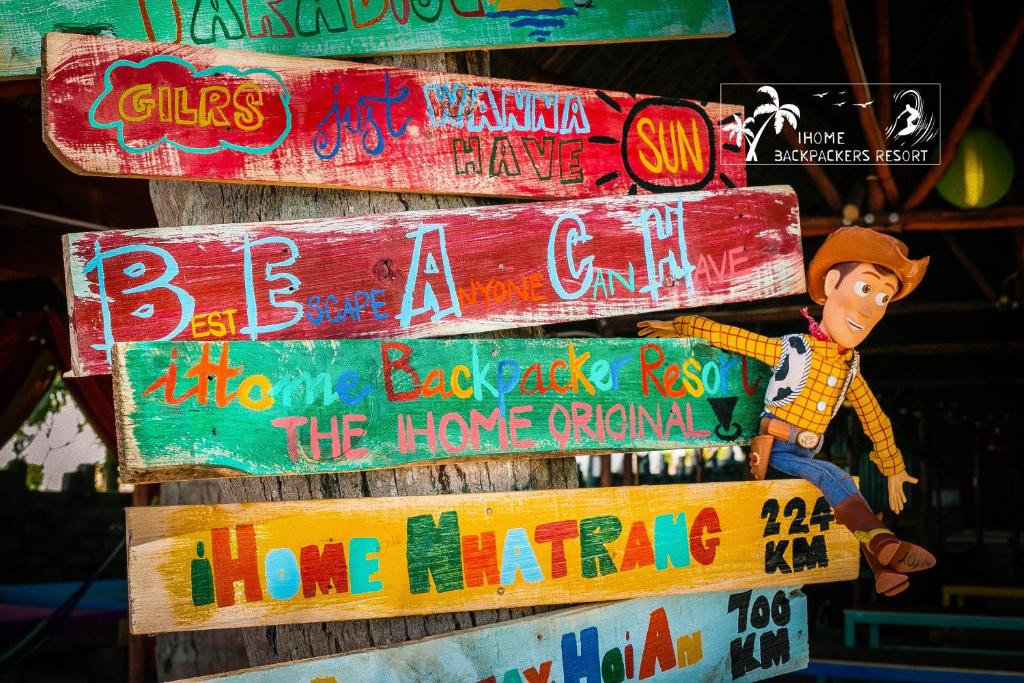 PARADISE
GILRS just WANNA
HAVE SUN
IHOME
BACKPACKERS RESORT
BEST ESCAPE ANYONE CAN HAVE
iHome Backpacker Resort
THE IHOME ORIGINAL
iHOME NHATRANG 224 KM
HOiAN 700 KM